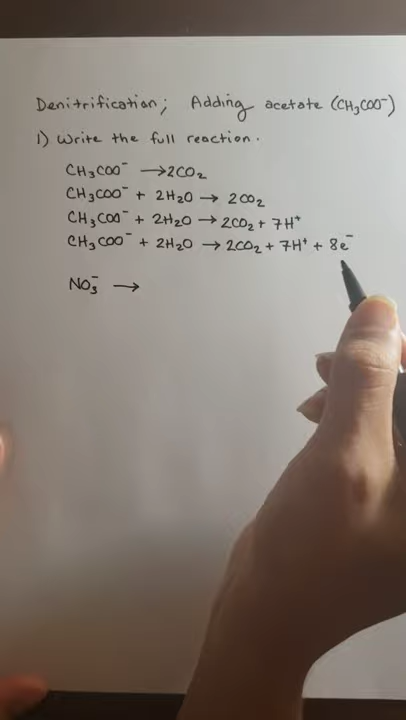 Denitrification; Adding acetate (CH₃COO⁻)
1) Write the full reaction.
CH₃COO⁻ → 2CO₂
CH₃COO⁻ + 2H₂O → 2CO₂
CH₃COO⁻ + 2H₂O → 2CO₂ + 7H⁺
CH₃COO⁻ + 2H₂O → 2CO₂ + 7H⁺ + 8e⁻
NO₃⁻ →